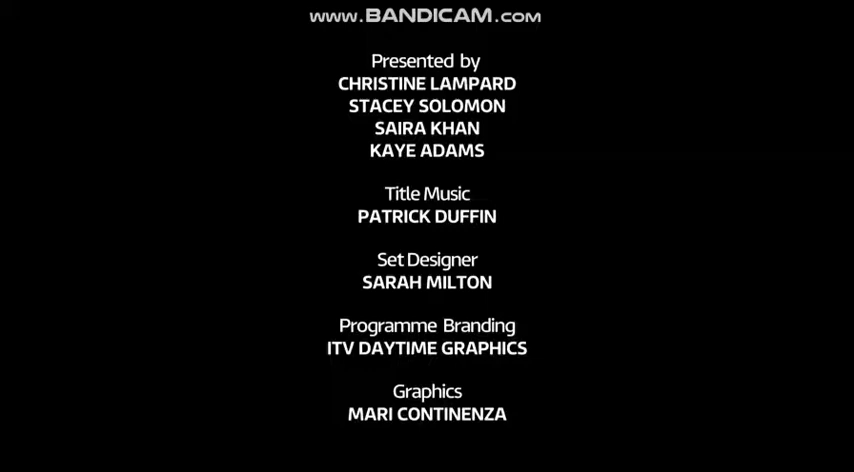 www.BANDICAM.com
Presented by
CHRISTINE LAMPARD
STACEY SOLOMON
SAIRA KHAN
KAYE ADAMS
Title Music
PATRICK DUFFIN
Set Designer
SARAH MILTON
Programme Branding
ITV DAYTIME GRAPHICS
Graphics
MARI CONTINENZA